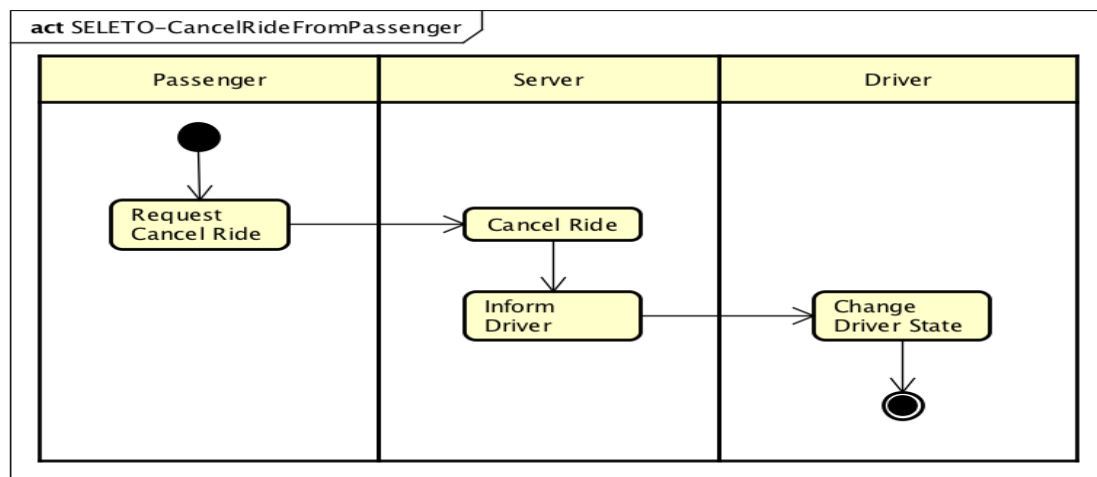 act SELETO-CancelRideFromPassenger
Passenger
Server
Driver
Request
Cancel Ride
Cancel Ride
Inform
Driver
Change
Driver State